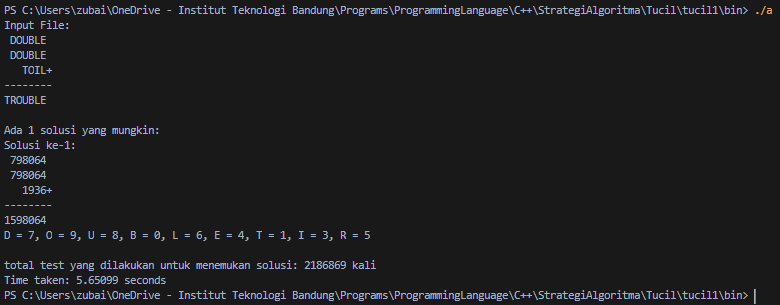 PS C:\Users\zubai\OneDrive - Institut Teknologi Bandung\Programs\ProgrammingLanguage\C++\StrategiAlgoritma\Tucil\tucil1\bin> ./a
Input File:
 DOUBLE
 DOUBLE
   TOIL+
--------
TROUBLE

Ada 1 solusi yang mungkin:
Solusi ke-1:
 798064
 798064
   1936+
--------
1598064
D = 7, O = 9, U = 8, B = 0, L = 6, E = 4, T = 1, I = 3, R = 5

total test yang dilakukan untuk menemukan solusi: 2186869 kali
Time taken: 5.65099 seconds
PS C:\Users\zubai\OneDrive - Institut Teknologi Bandung\Programs\ProgrammingLanguage\C++\StrategiAlgoritma\Tucil\tucil1\bin>